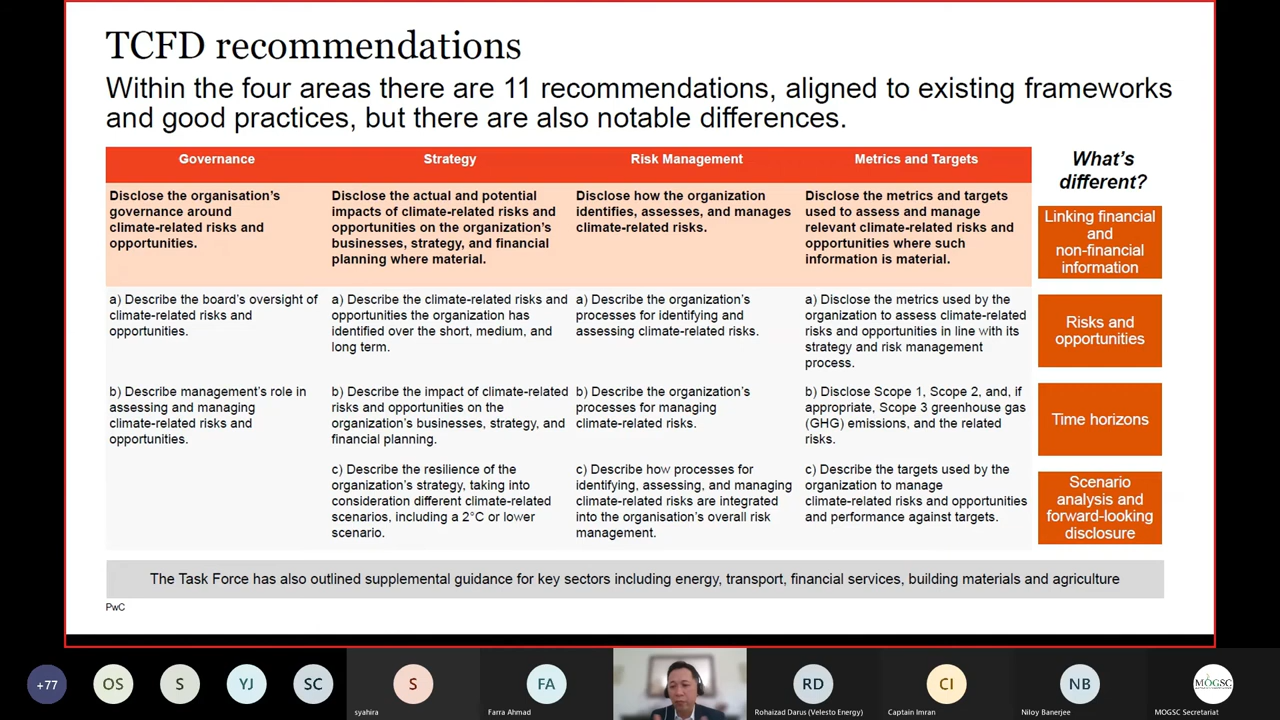 TCFD recommendations
Within the four areas there are 11 recommendations, aligned to existing frameworks
and good practices, but there are also notable differences.
Governance
Disclose the organisation's
governance around
climate-related risks and
opportunities.
a) Describe the board's oversight of
climate-related risks and
opportunities.
b) Describe management's role in
assessing and managing
climate-related risks and
opportunities.
Strategy
Disclose the actual and potential
impacts of climate-related risks and
opportunities on the organization's
businesses, strategy, and financial
planning where material.
a) Describe the climate-related risks and
opportunities the organization has
identified over the short, medium, and
long term.
b) Describe the impact of climate-related
risks and opportunities on the
organization's businesses, strategy, and
financial planning.
c) Describe the resilience of the
organization's strategy, taking into
consideration different climate-related
scenarios, including a 2°C or lower
scenario.
Risk Management
Disclose how the organization
identifies, assesses, and manages
climate-related risks.
a) Describe the organization's
processes for identifying and
assessing climate-related risks.
b) Describe the organization's
processes for managing
climate-related risks.
c) Describe how processes for
identifying, assessing, and managing
climate-related risks are integrated
into the organisation's overall risk
management.
Metrics and Targets
Disclose the metrics and targets
used to assess and manage
relevant climate-related risks and
opportunities where such
information is material.
a) Disclose the metrics used by the
organization to assess climate-related
risks and opportunities in line with its
strategy and risk management
process.
b) Disclose Scope 1, Scope 2, and, if
appropriate, Scope 3 greenhouse gas
(GHG) emissions, and the related
risks.
c) Describe the targets used by the
organization to manage
climate-related risks and opportunities
and performance against targets.
What's
different?
Linking financial
and
non-financial
information
Risks and
opportunities
Time horizons
Scenario
analysis and
forward-looking
disclosure
The Task Force has also outlined supplemental guidance for key sectors including energy, transport, financial services, building materials and agriculture
PwC
+77
OS
S
YJ
SC
S
syahira
FA
Farra Ahmad
RD
Rohaizad Darus (Velesto Energy)
CI
Captain Imran
NB
Niloy Banerjee
MOGSC
MOGSC Secretariat